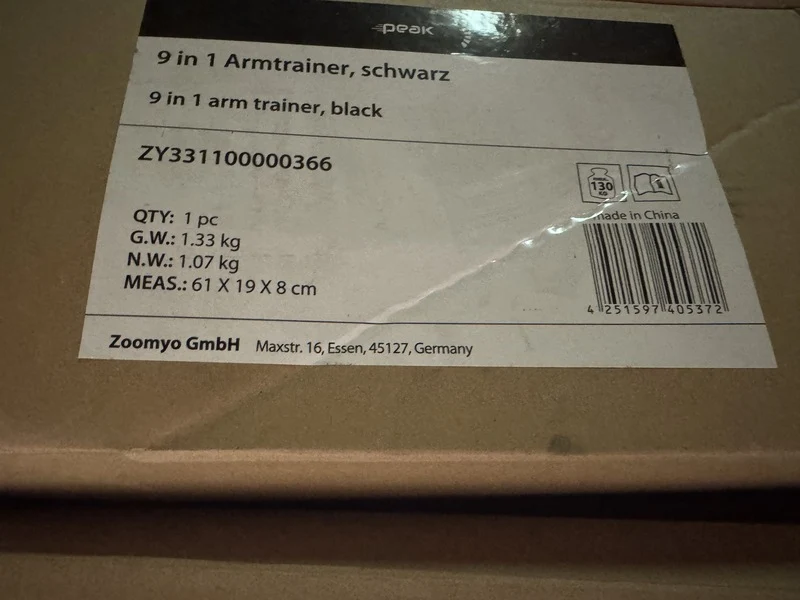 peak
9 in 1 Armtrainer, schwarz
9 in 1 arm trainer, black
ZY331100000366
130
KG
QTY: 1 pc
made in China
G.W.: 1.33 kg
N.W.: 1.07 kg
MEAS.: 61 X 19 X 8 cm
4 251597 405372
Zoomyo GmbH Maxstr. 16, Essen, 45127, Germany